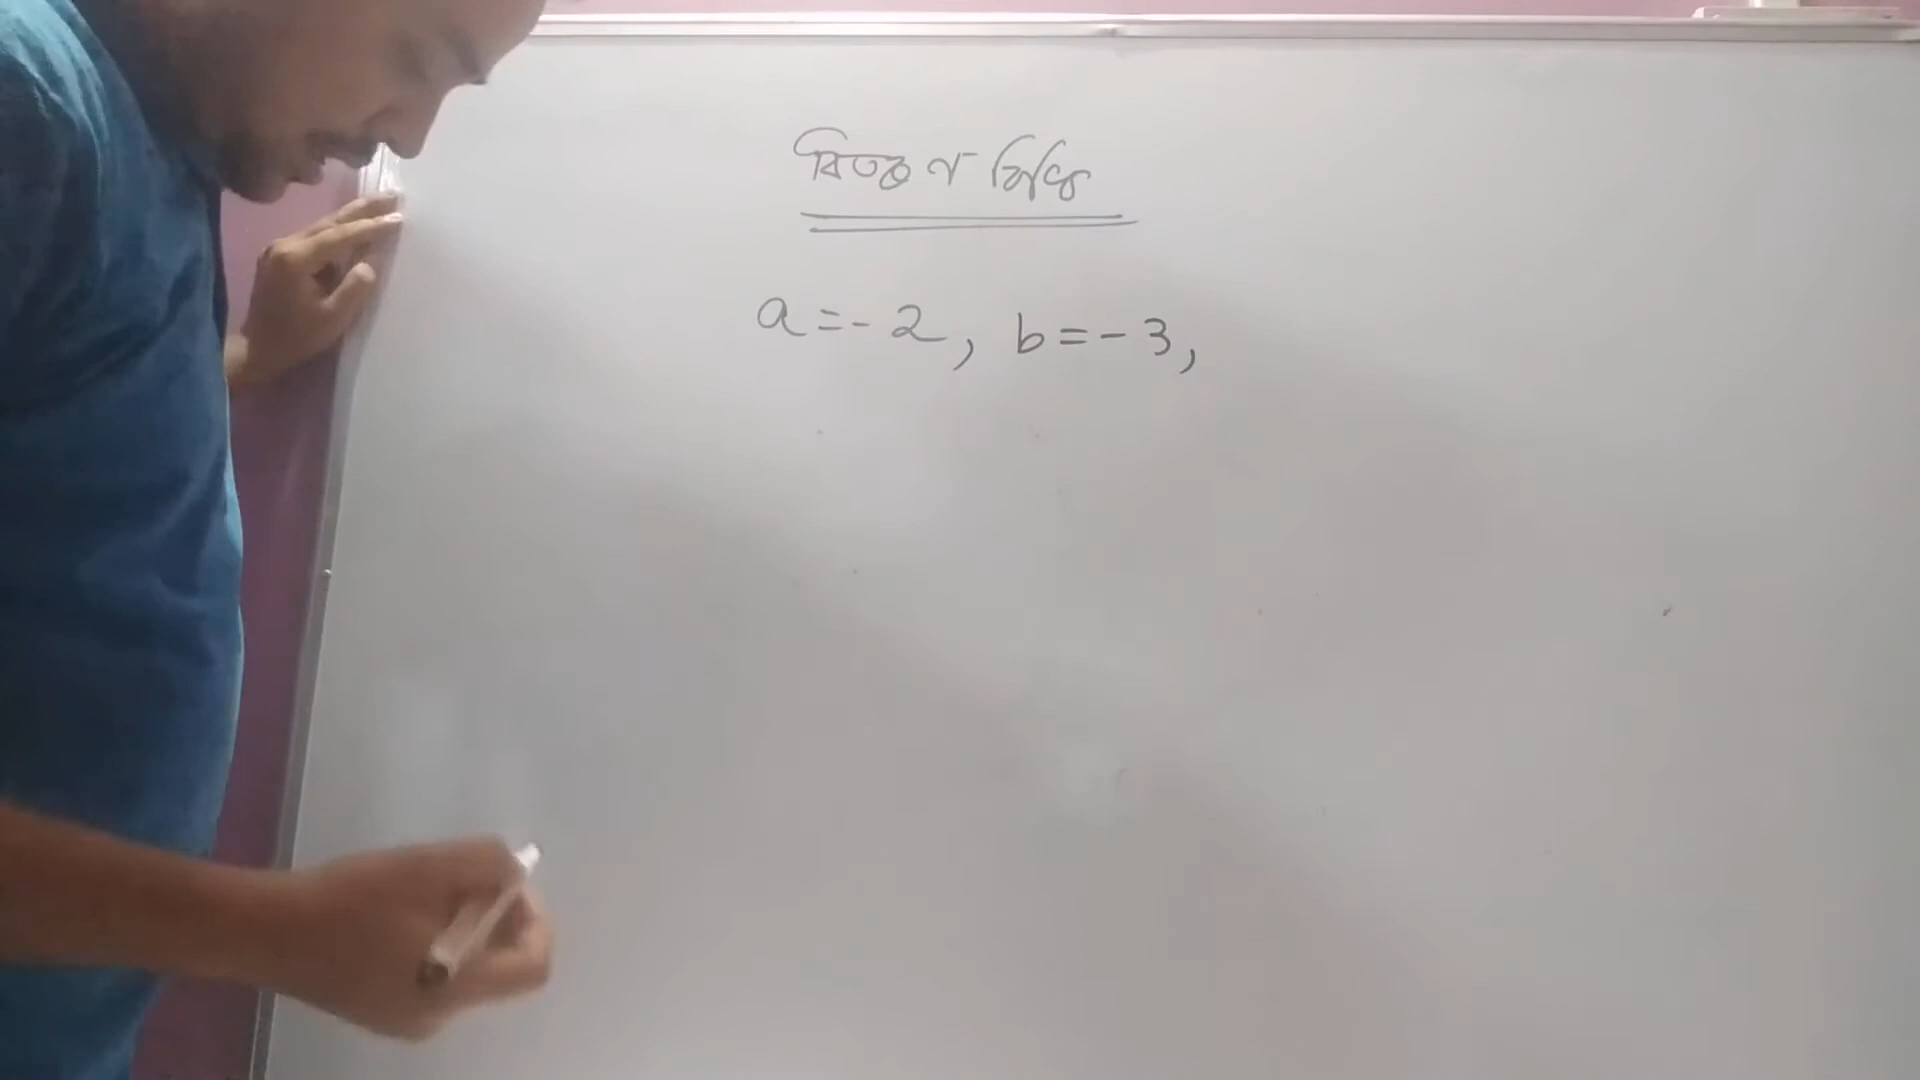 বিতরণ বিধি
a = - 2, b = - 3,